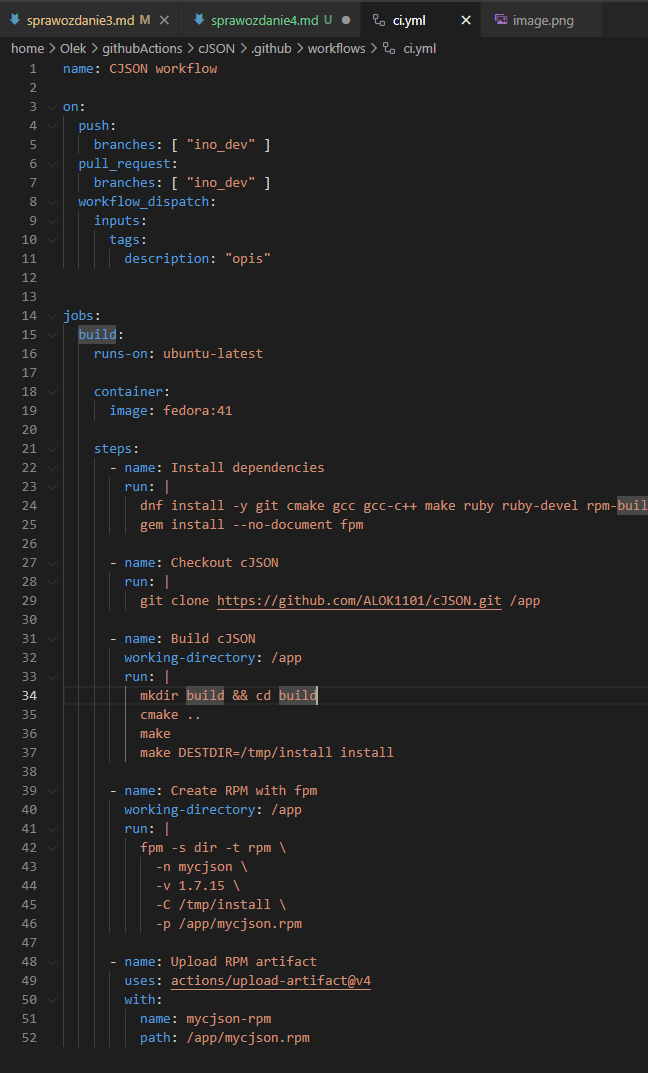 sprawozdanie3.md M
sprawozdanie4.md U
ci.yml
image.png
home > Olek > githubActions > cJSON > .github > workflows > ci.yml
1 name: CJSON workflow
2
3 on:
4   push:
5     branches: [ "ino_dev" ]
6   pull_request:
7     branches: [ "ino_dev" ]
8   workflow_dispatch:
9     inputs:
10       tags:
11         description: "opis"
12
13
14 jobs:
15   build:
16     runs-on: ubuntu-latest
17
18     container:
19       image: fedora:41
20
21     steps:
22       - name: Install dependencies
23         run: |
24           dnf install -y git cmake gcc gcc-c++ make ruby ruby-devel rpm-buil
25           gem install --no-document fpm
26
27       - name: Checkout cJSON
28         run: |
29           git clone https://github.com/ALOK1101/cJSON.git /app
30
31       - name: Build cJSON
32         working-directory: /app
33         run: |
34           mkdir build && cd build
35           cmake ..
36           make
37           make DESTDIR=/tmp/install install
38
39       - name: Create RPM with fpm
40         working-directory: /app
41         run: |
42           fpm -s dir -t rpm \
43             -n mycjson \
44             -v 1.7.15 \
45             -C /tmp/install \
46             -p /app/mycjson.rpm
47
48       - name: Upload RPM artifact
49         uses: actions/upload-artifact@v4
50         with:
51           name: mycjson-rpm
52           path: /app/mycjson.rpm